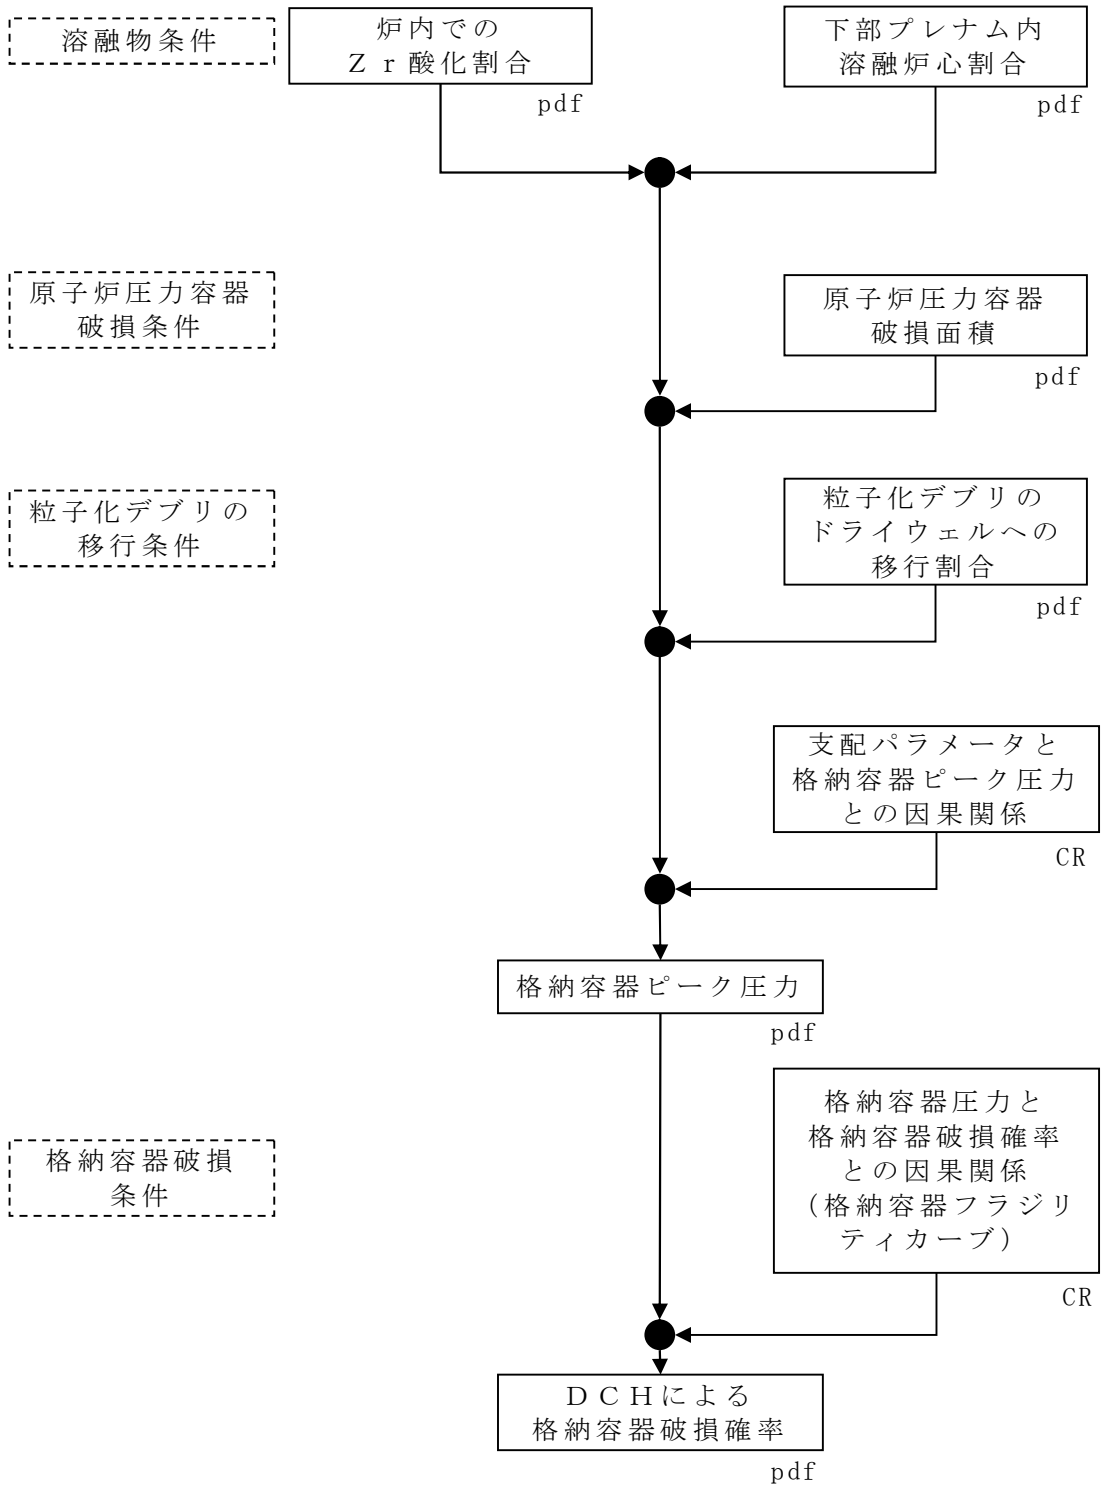 溶融物条件
炉内での
Ｚｒ酸化割合
pdf
下部プレナム内
溶融炉心割合
pdf
原子炉圧力容器
破損条件
原子炉圧力容器
破損面積
pdf
粒子化デブリの
移行条件
粒子化デブリの
ドライウェルへの
移行割合
pdf
支配パラメータと
格納容器ピーク圧力
との因果関係
CR
格納容器ピーク圧力
pdf
格納容器破損
条件
格納容器圧力と
格納容器破損確率
との因果関係
（格納容器フラジリ
ティカーブ）
CR
ＤＣＨによる
格納容器破損確率
pdf